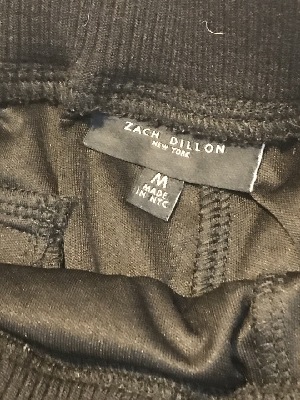 ZACH DILLON
NEW YORK
M
MADE
IN NYC